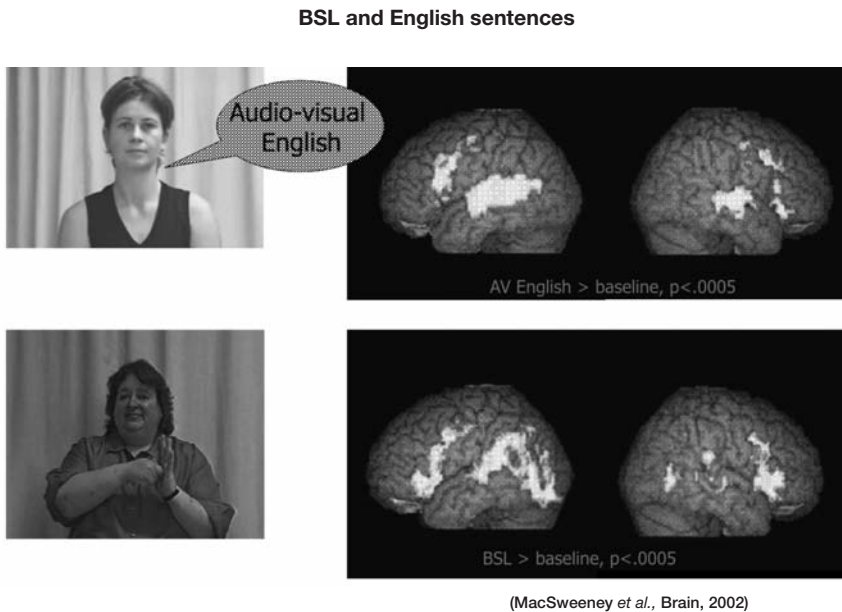 BSL and English sentences
Audio-visual
English
AV English > baseline, p<.0005
BSL > baseline, p<.0005
(MacSweeney et al., Brain, 2002)